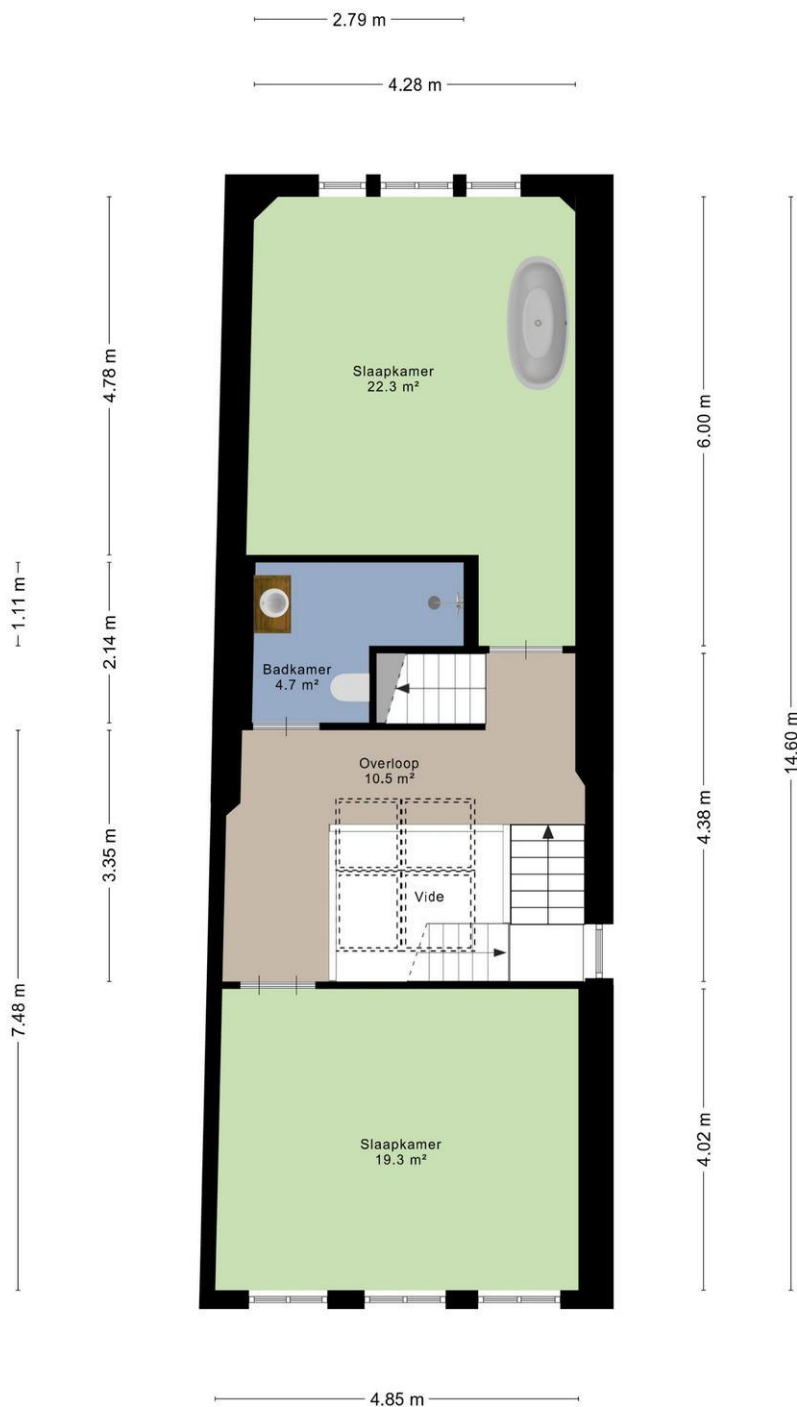 2.79 m
4.28 m
4.78 m
6.00 m
Slaapkamer
22.3 m²
1.11 m
2.14 m
Badkamer
4.7 m²
14.60 m
Overloop
10.5 m²
4.38 m
3.35 m
Vide
7.48 m
4.02 m
Slaapkamer
19.3 m²
4.85 m